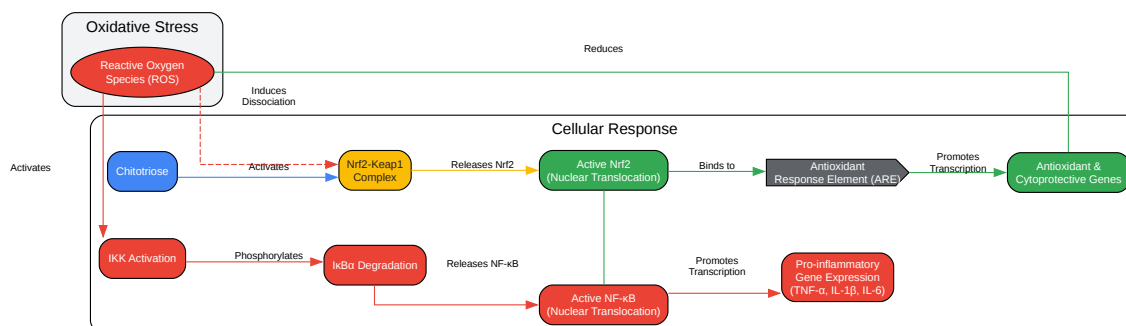 Oxidative Stress
Reactive Oxygen
Species (ROS)
Reduces
Induces
Dissociation
Cellular Response
Activates
Chitotriose
Activates
Nrf2-Keap1
Complex
Releases Nrf2
Active Nrf2
(Nuclear Translocation)
Binds to
Antioxidant
Response Element (ARE)
Promotes
Transcription
Antioxidant &
Cytoprotective Genes
IKK Activation
Phosphorylates
IκBα Degradation
Releases NF-κB
Active NF-κB
(Nuclear Translocation)
Promotes
Transcription
Pro-inflammatory
Gene Expression
(TNF-α, IL-1β, IL-6)